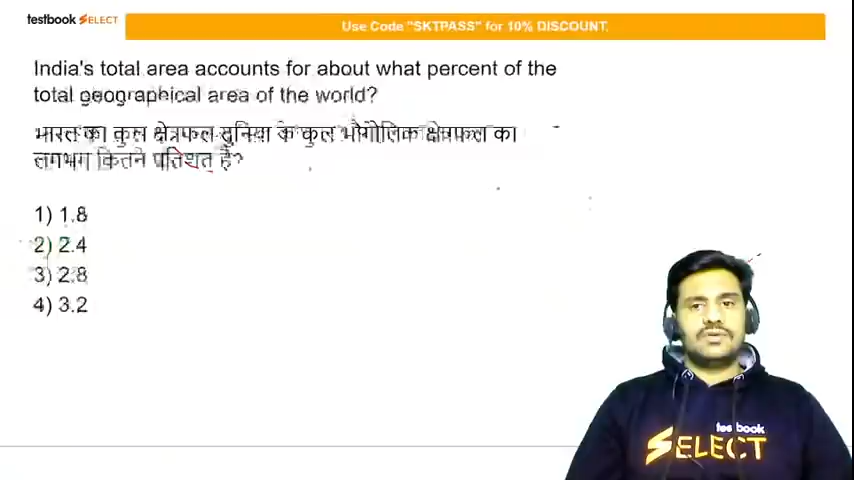 testbook SELECT
Use Code "SKTPASS" for 10% DISCOUNT.
India's total area accounts for about what percent of the
total geographical area of the world?
भारत का कुल क्षेत्रफल दुनिया के कुल भौगोलिक क्षेत्रफल का
लगभग कितने प्रतिशत है?
1) 1.8
2) 2.4
3) 2.8
4) 3.2
testbook
SELECT